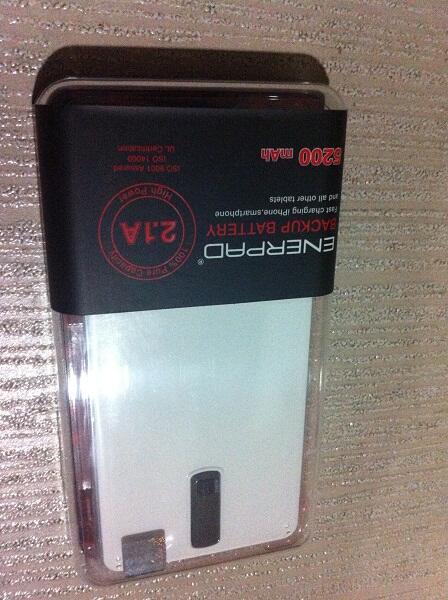 ENERPAD®
BACKUP BATTERY
Fast charging iPhone,smartphone
and all other tablets
5200 mAh
100% Pure Capacity
2.1A
High Power
ISO 9001 Assured
ISO 14000
UL Certification